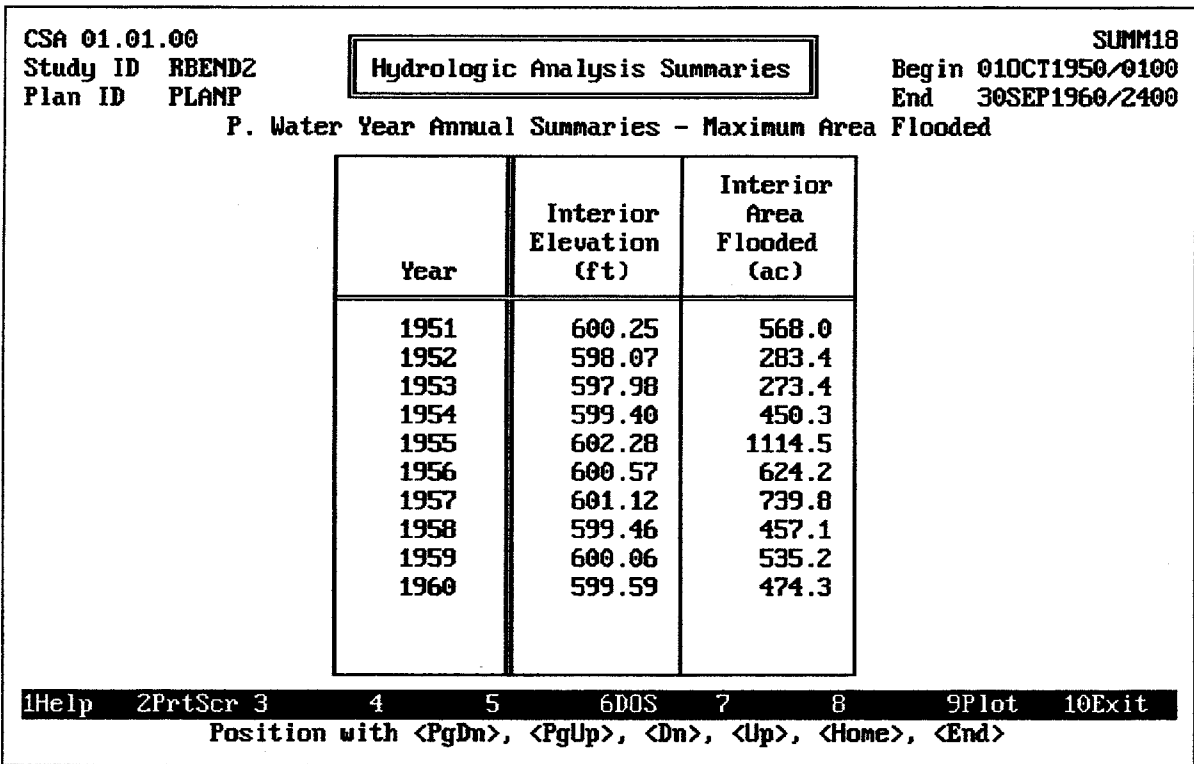 CSA 01.01.00 SUMM18
Study ID RBEND2 Hydrologic Analysis Summaries Begin 01OCT1950/0100
Plan ID PLANP End 30SEP1960/2400
P. Water Year Annual Summaries - Maximum Area Flooded
Interior
Interior Area
Elevation Flooded
Year (ft) (ac)
1951 600.25 568.0
1952 598.07 283.4
1953 597.98 273.4
1954 599.40 450.3
1955 602.28 1114.5
1956 600.57 624.2
1957 601.12 739.8
1958 599.46 457.1
1959 600.06 535.2
1960 599.59 474.3
1Help 2PrtScr 3 4 5 6DOS 7 8 9Plot 10Exit
Position with <PgDn>, <PgUp>, <Dn>, <Up>, <Home>, <End>